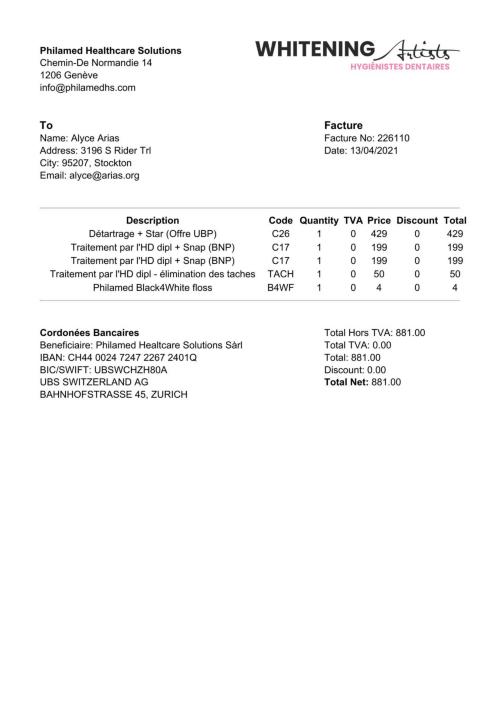 Philamed Healthcare Solutions
Chemin-De Normandie 14
1206 Genève
info@philamedhs.com
WHITENING Artists
HYGIÉNISTES DENTAIRES
To
Name: Alyce Arias
Address: 3196 S Rider Trl
City: 95207, Stockton
Email: alyce@arias.org
Facture
Facture No: 226110
Date: 13/04/2021
Description Code Quantity TVA Price Discount Total
Détartrage + Star (Offre UBP) C26 1 0 429 0 429
Traitement par l'HD dipl + Snap (BNP) C17 1 0 199 0 199
Traitement par l'HD dipl + Snap (BNP) C17 1 0 199 0 199
Traitement par l'HD dipl - élimination des taches TACH 1 0 50 0 50
Philamed Black4White floss B4WF 1 0 4 0 4
Cordonées Bancaires
Beneficiaire: Philamed Healtcare Solutions Sàrl
IBAN: CH44 0024 7247 2267 2401Q
BIC/SWIFT: UBSWCHZH80A
UBS SWITZERLAND AG
BAHNHOFSTRASSE 45, ZURICH
Total Hors TVA: 881.00
Total TVA: 0.00
Total: 881.00
Discount: 0.00
Total Net: 881.00